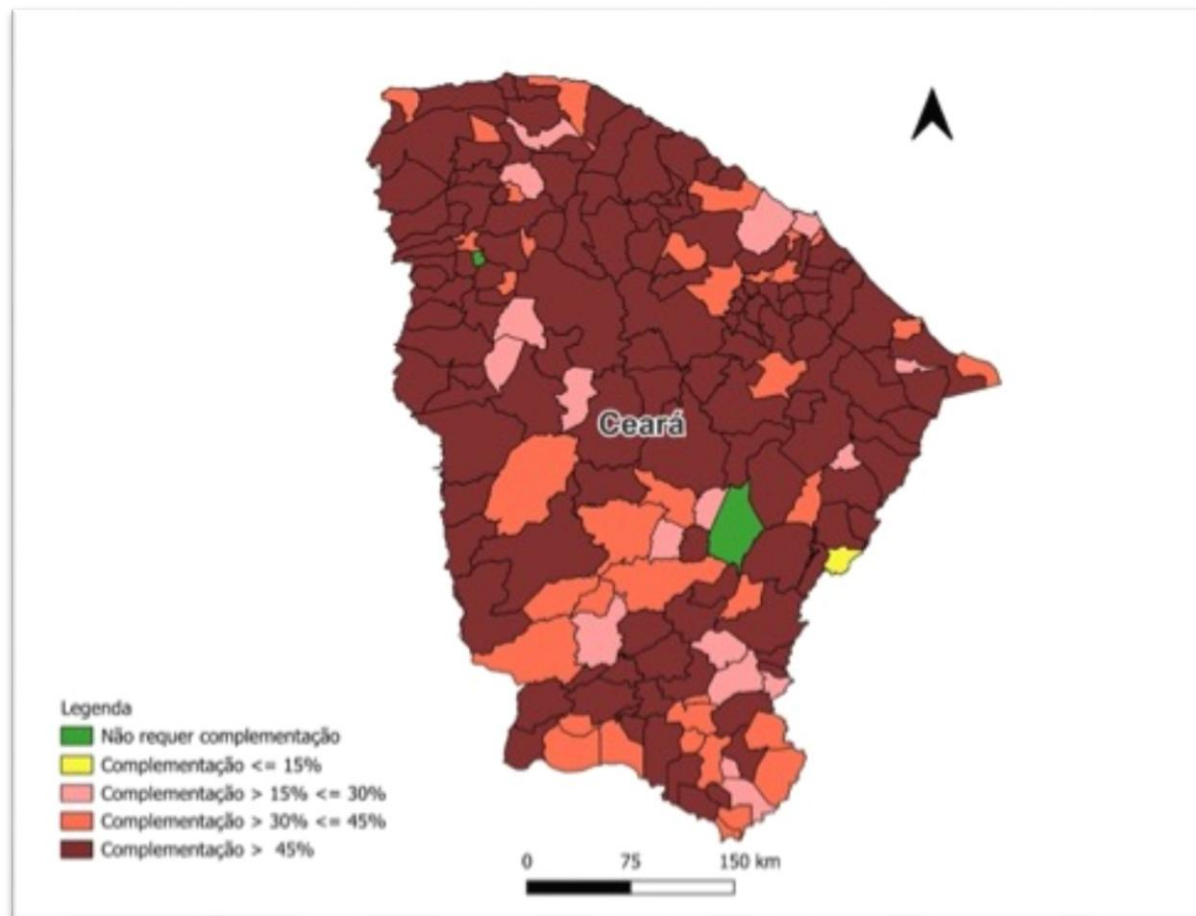 Ceará
Legenda
Não requer complementação
Complementação <= 15%
Complementação > 15% <= 30%
Complementação > 30% <= 45%
Complementação > 45%
0 75 150 km